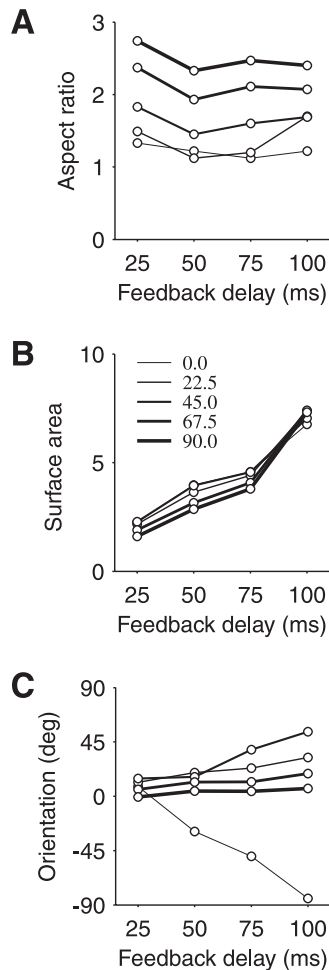 A
Aspect ratio
3
2
1
0
25 50 75 100
Feedback delay (ms)
B
Surface area
10
5
0
0.0
22.5
45.0
67.5
90.0
25 50 75 100
Feedback delay (ms)
C
Orientation (deg)
90
45
0
-45
-90
25 50 75 100
Feedback delay (ms)